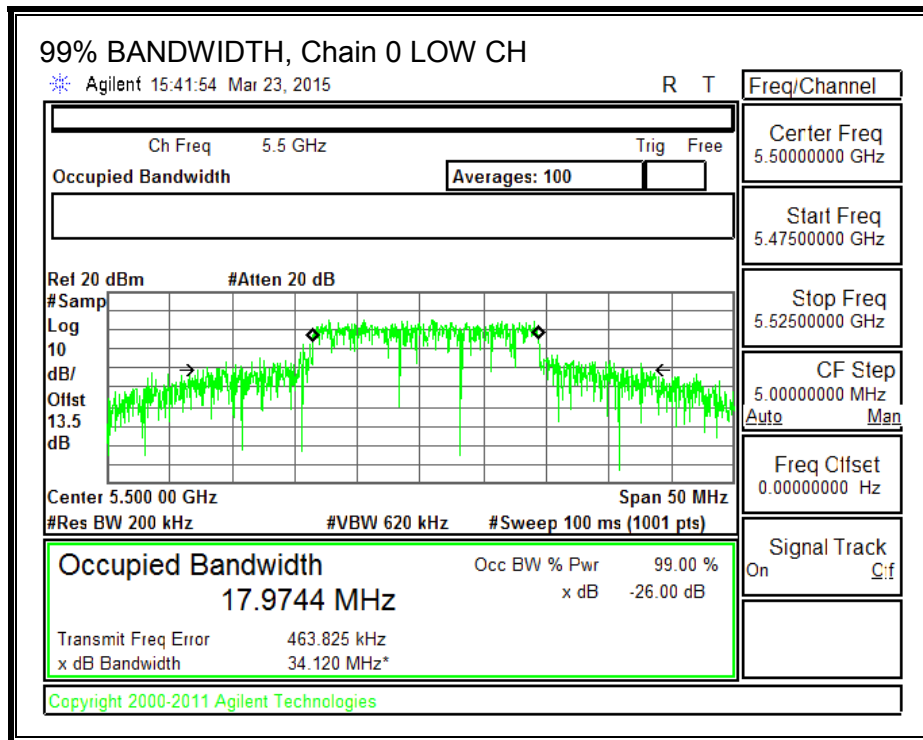 99% BANDWIDTH, Chain 0 LOW CH
Agilent 15:41:54 Mar 23, 2015 R T
Freq/Channel
Ch Freq 5.5 GHz Trig Free
Occupied Bandwidth Averages: 100
Center Freq
5.50000000 GHz
Start Freq
5.47500000 GHz
Stop Freq
5.52500000 GHz
CF Step
5.00000000 MHz
Auto Man
Freq Offset
0.00000000 Hz
Signal Track
On Off
Ref 20 dBm #Atten 20 dB
#Samp
Log
10
dB/
Offst
13.5
dB
Center 5.500 00 GHz Span 50 MHz
#Res BW 200 kHz #VBW 620 kHz #Sweep 100 ms (1001 pts)
Occupied Bandwidth Occ BW % Pwr 99.00 %
17.9744 MHz x dB -26.00 dB
Transmit Freq Error 463.825 kHz
x dB Bandwidth 34.120 MHz*
Copyright 2000-2011 Agilent Technologies